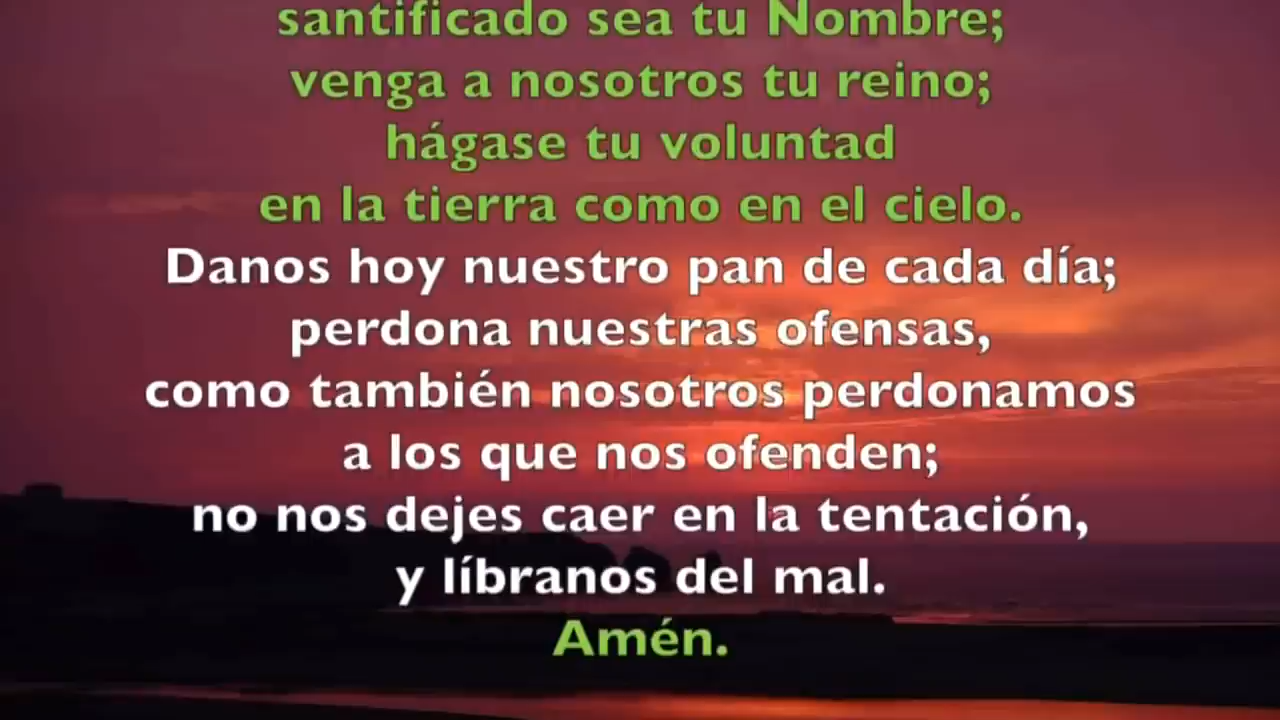 santificado sea tu Nombre;
venga a nosotros tu reino;
hágase tu voluntad
en la tierra como en el cielo.
Danos hoy nuestro pan de cada día;
perdona nuestras ofensas,
como también nosotros perdonamos
a los que nos ofenden;
no nos dejes caer en la tentación,
y líbranos del mal.
Amén.